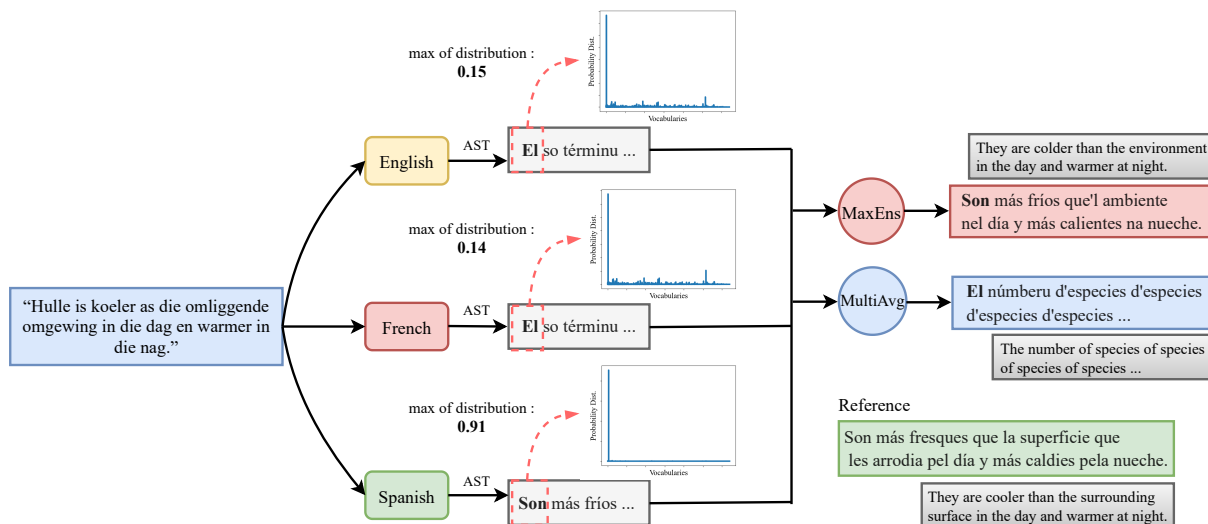 max of distribution :
0.15
Probability Dist.
Vocabularies
English
AST
El so términu ...
max of distribution :
0.14
Probability Dist.
Vocabularies
“Hulle is koeler as die omliggende
omgewing in die dag en warmer in
die nag.”
French
AST
El so términu ...
max of distribution :
0.91
Probability Dist.
Vocabularies
Spanish
AST
Son más fríos ...
They are colder than the environment
in the day and warmer at night.
MaxEns
Son más fríos que'l ambiente
nel día y más calientes na nueche.
MultiAvg
El númberu d'especies d'especies
d'especies d'especies ...
The number of species of species
of species of species ...
Reference
Son más fresques que la superficie que
les arrodia pel día y más caldies pela nueche.
They are cooler than the surrounding
surface in the day and warmer at night.